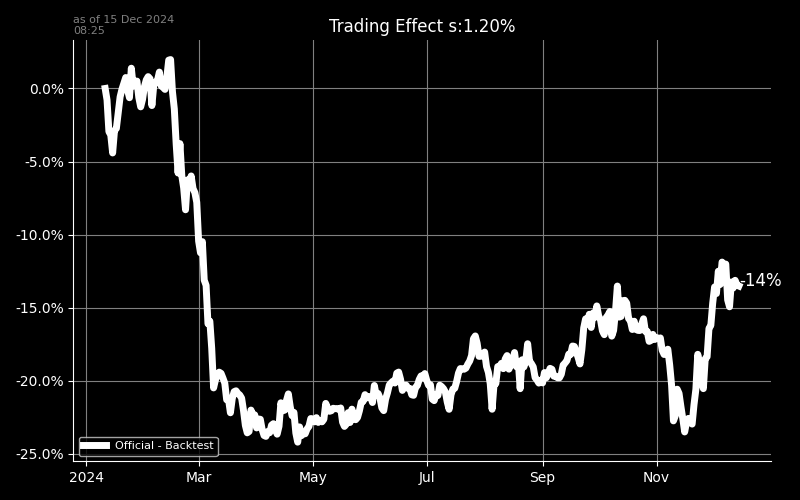 as of 15 Dec 2024
08:25
Trading Effect s:1.20%
0.0%
-5.0%
-10.0%
-15.0%
-20.0%
-25.0%
-14%
Official - Backtest
2024 Mar May Jul Sep Nov